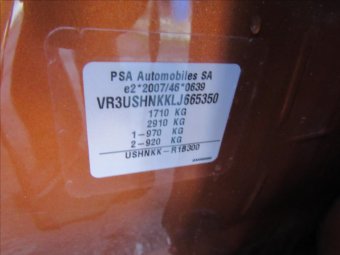 PSA Automobiles SA
e2*2007/46*0639
VR3USHNKKLJ665350
1710 KG
2910 KG
1-970 KG
2-920 KG
USHNKK-R1B300